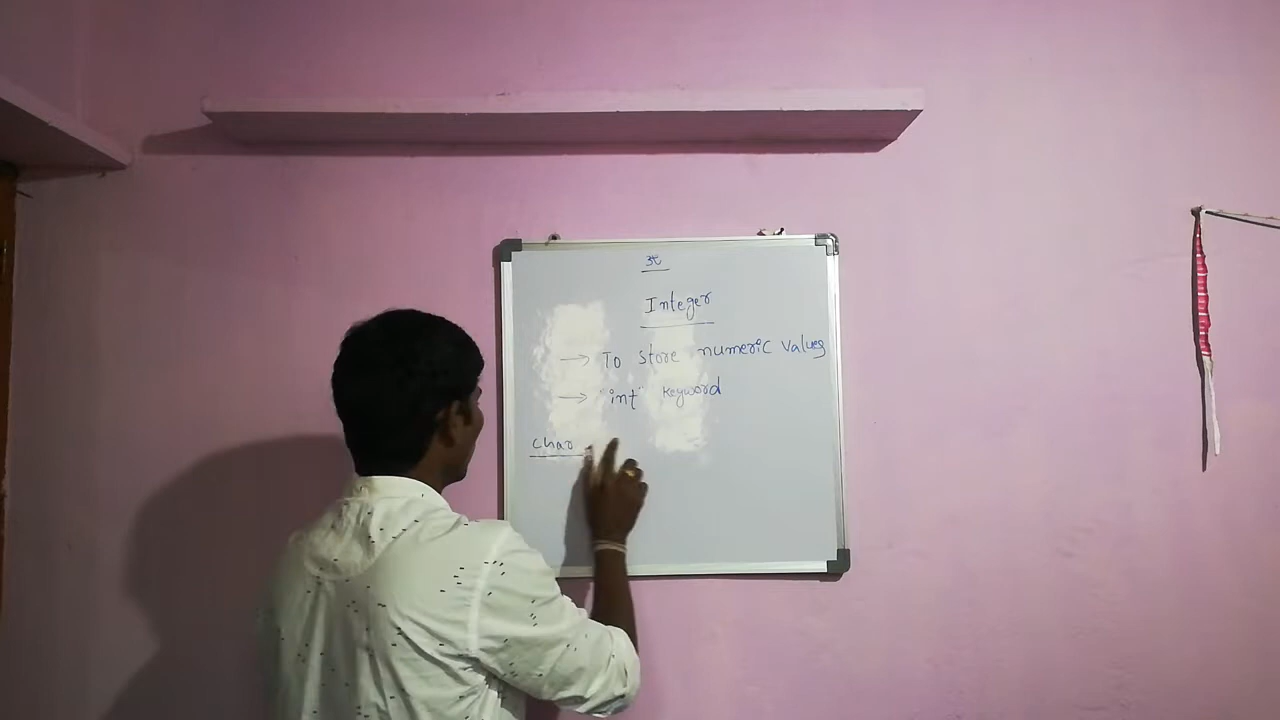 ॐ
Integer
→ To store numeric values
→ "int" keyword
char